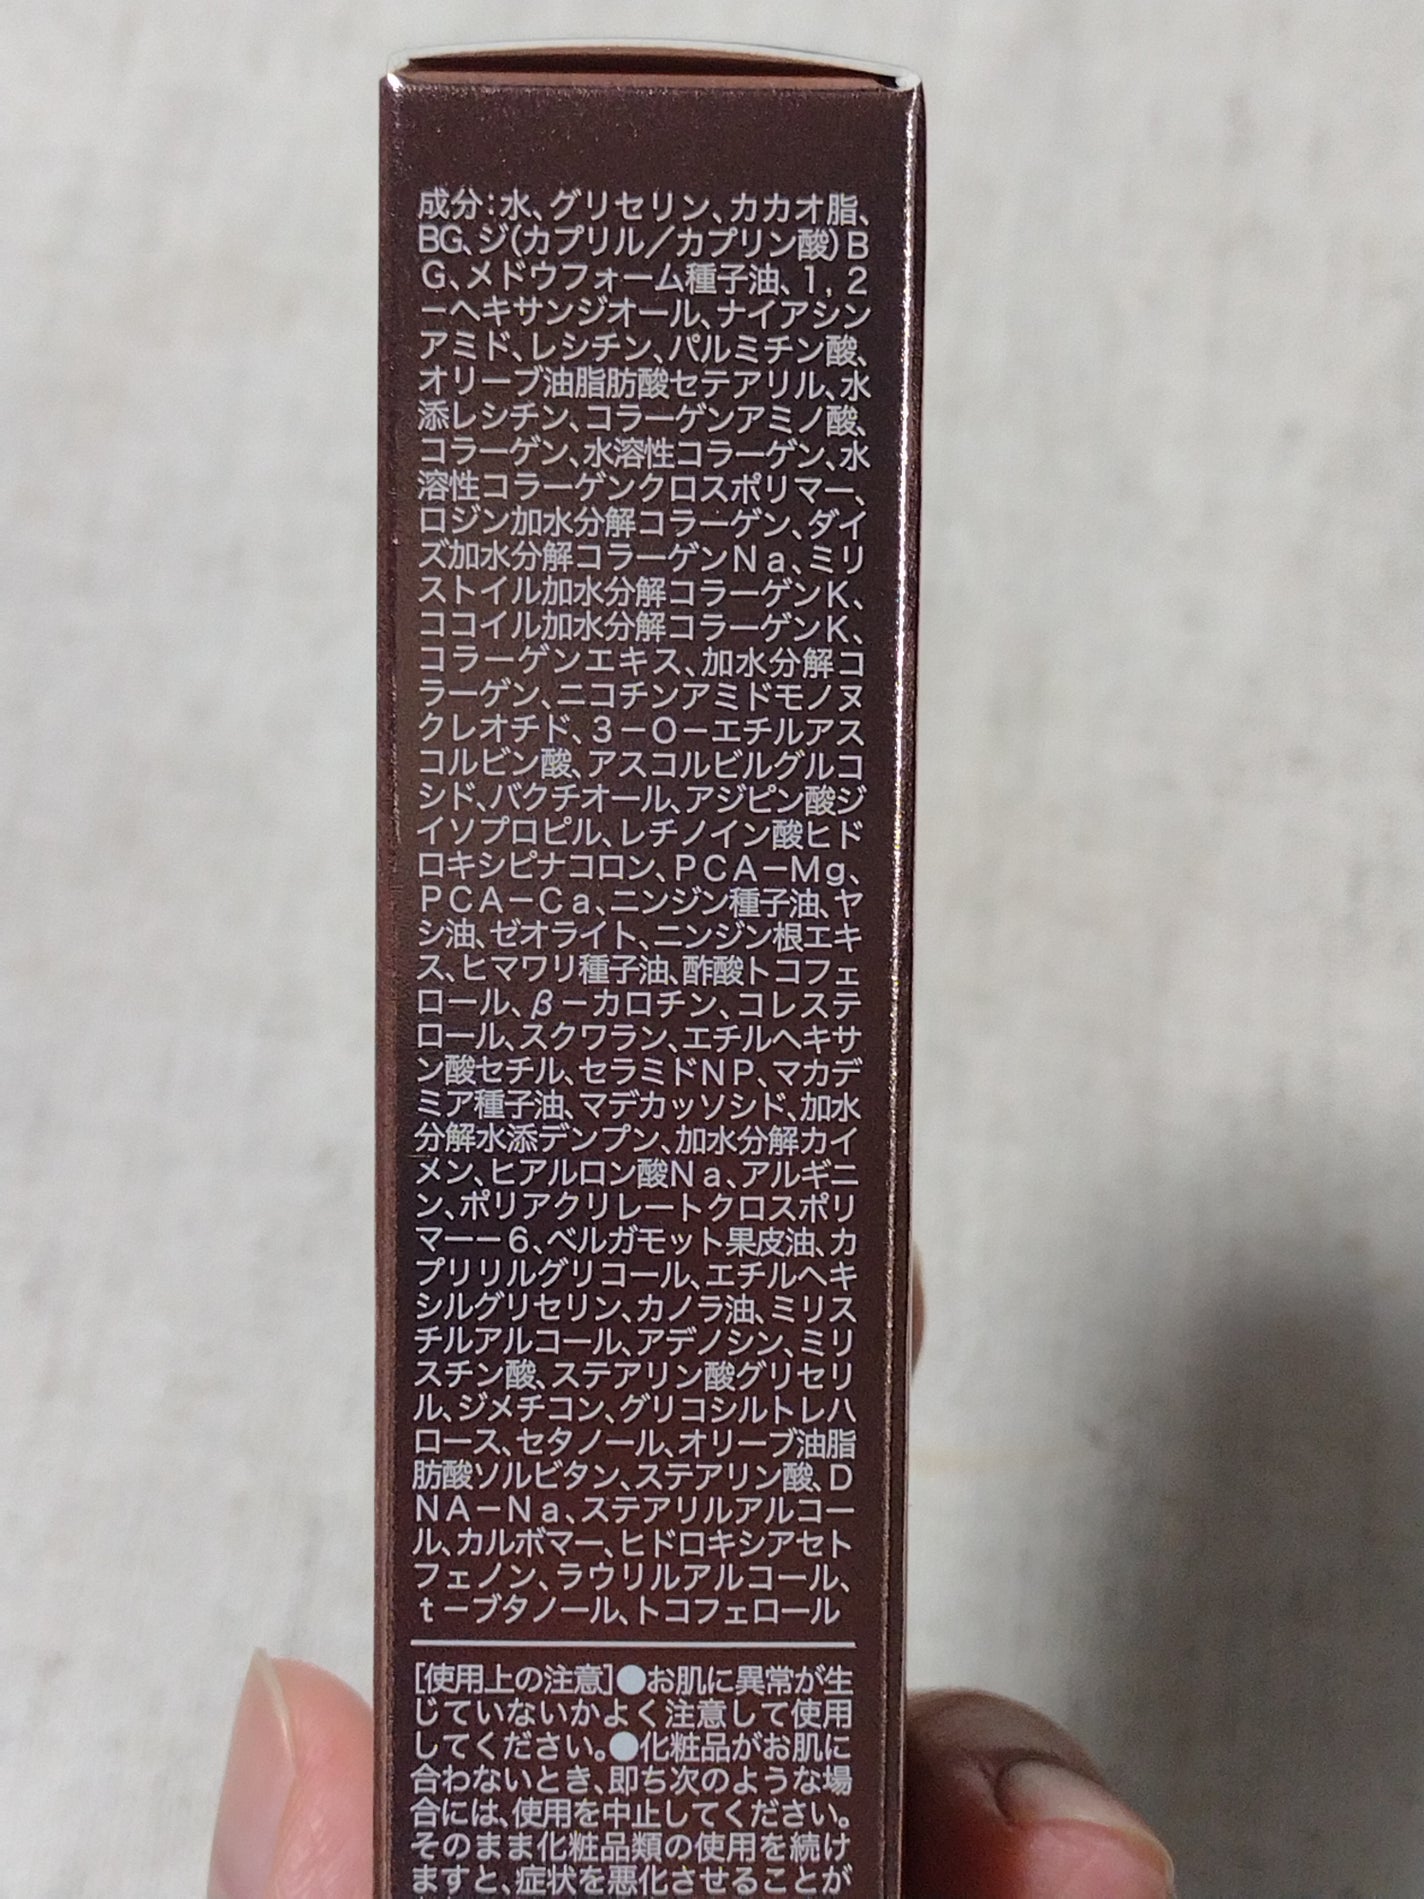 成分：水、グリセリン、カカオ脂、
BG、ジ（カプリル／カプリン酸）B
G、メドウフォーム種子油、1，2
－ヘキサンジオール、ナイアシン
アミド、レシチン、パルミチン酸、
オリーブ油脂肪酸セテアリル、水
添レシチン、コラーゲンアミノ酸、
コラーゲン、水溶性コラーゲン、水
溶性コラーゲンクロスポリマー、
ロジン加水分解コラーゲン、ダイ
ズ加水分解コラーゲンNa、ミリ
ストイル加水分解コラーゲンK、
ココイル加水分解コラーゲンK、
コラーゲンエキス、加水分解コ
ラーゲン、ニコチンアミドモノヌ
クレオチド、3－O－エチルアス
コルビン酸、アスコルビルグルコ
シド、バクチオール、アジピン酸ジ
イソプロピル、レチノイン酸ヒド
ロキシピナコロン、PCA－Mg、
PCA－Ca、ニンジン種子油、ヤ
シ油、ゼオライト、ニンジン根エキ
ス、ヒマワリ種子油、酢酸トコフェ
ロール、β－カロチン、コレステ
ロール、スクワラン、エチルヘキサ
ン酸セチル、セラミドNP、マカデ
ミア種子油、マデカッソシド、加水
分解水添デンプン、加水分解カイ
メン、ヒアルロン酸Na、アルギニ
ン、ポリアクリレートクロスポリ
マー－6、ベルガモット果皮油、カ
プリリルグリコール、エチルヘキ
シルグリセリン、カノラ油、ミリス
チルアルコール、アデノシン、ミリ
スチン酸、ステアリン酸グリセリ
ル、ジメチコン、グリコシルトレハ
ロース、セタノール、オリーブ油脂
肪酸ソルビタン、ステアリン酸、D
NA－Na、ステアリルアルコー
ル、カルボマー、ヒドロキシアセト
フェノン、ラウリルアルコール、
t－ブタノール、トコフェロール
［使用上の注意］●お肌に異常が生
じていないかよく注意して使用
してください。●化粧品がお肌に
合わないとき、即ち次のような場
合には、使用を中止してください。
そのまま化粧品類の使用を続け
ますと、症状を悪化させることが